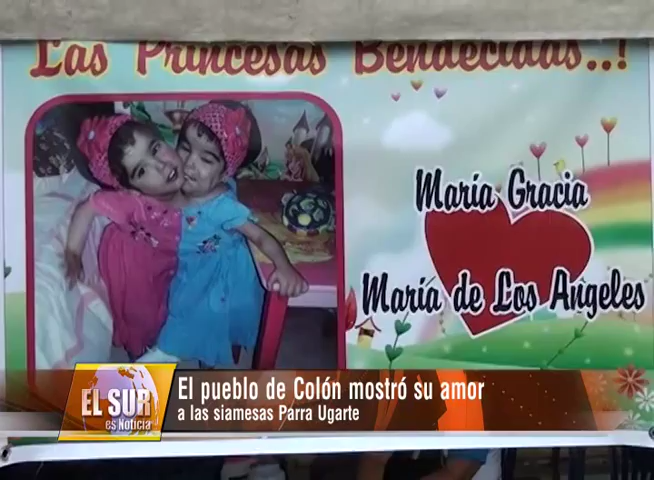 Las Princesas Bendecidas..!
María Gracia
María de Los Angeles
EL SUR
es Noticia
El pueblo de Colón mostró su amor
a las siamesas Parra Ugarte